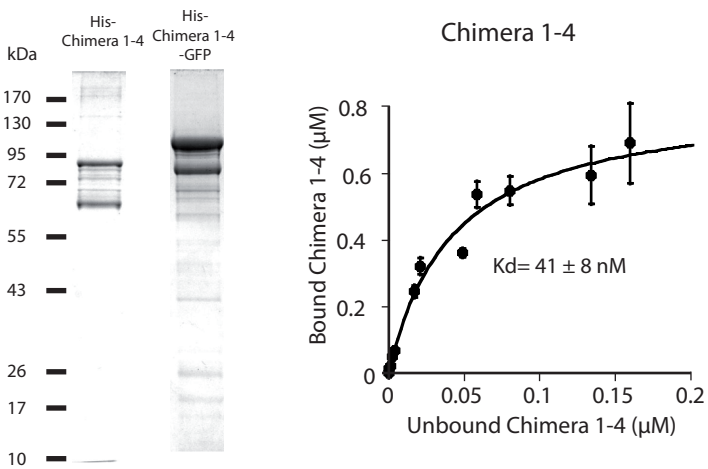 His-
Chimera 1-4
His-
Chimera 1-4
-GFP
kDa
170
130
95
72
55
43
26
17
10
Chimera 1-4
Bound Chimera 1-4 (μM)
0.8
0.6
0.4
0.2
0
Kd= 41 ± 8 nM
0 0.05 0.1 0.15 0.2
Unbound Chimera 1-4 (μM)